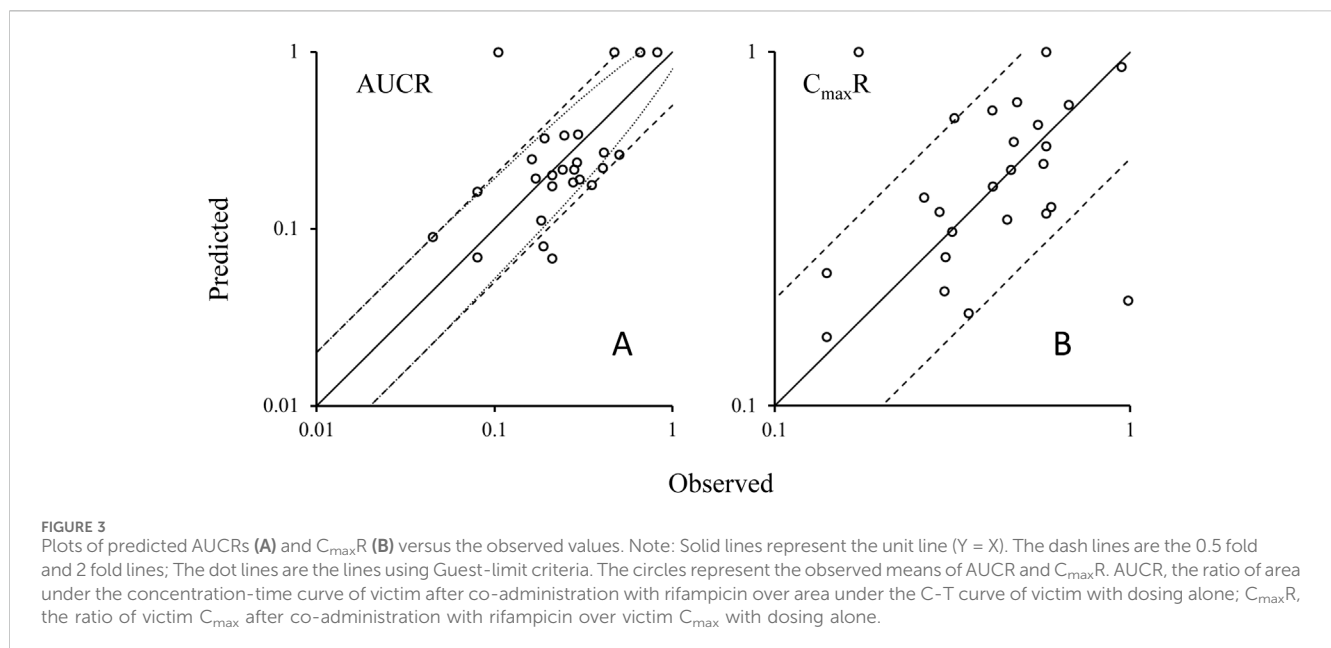 1
AUCR
0.1
Predicted
A
0.01
0.01
0.1
1
1
CmaxR
B
0.1
0.1
1
Observed
FIGURE 3
Plots of predicted AUCRs (A) and CmaxR (B) versus the observed values. Note: Solid lines represent the unit line (Y = X). The dash lines are the 0.5 fold
and 2 fold lines; The dot lines are the lines using Guest-limit criteria. The circles represent the observed means of AUCR and CmaxR. AUCR, the ratio of area
under the concentration-time curve of victim after co-administration with rifampicin over area under the C-T curve of victim with dosing alone; CmaxR,
the ratio of victim Cmax after co-administration with rifampicin over victim Cmax with dosing alone.